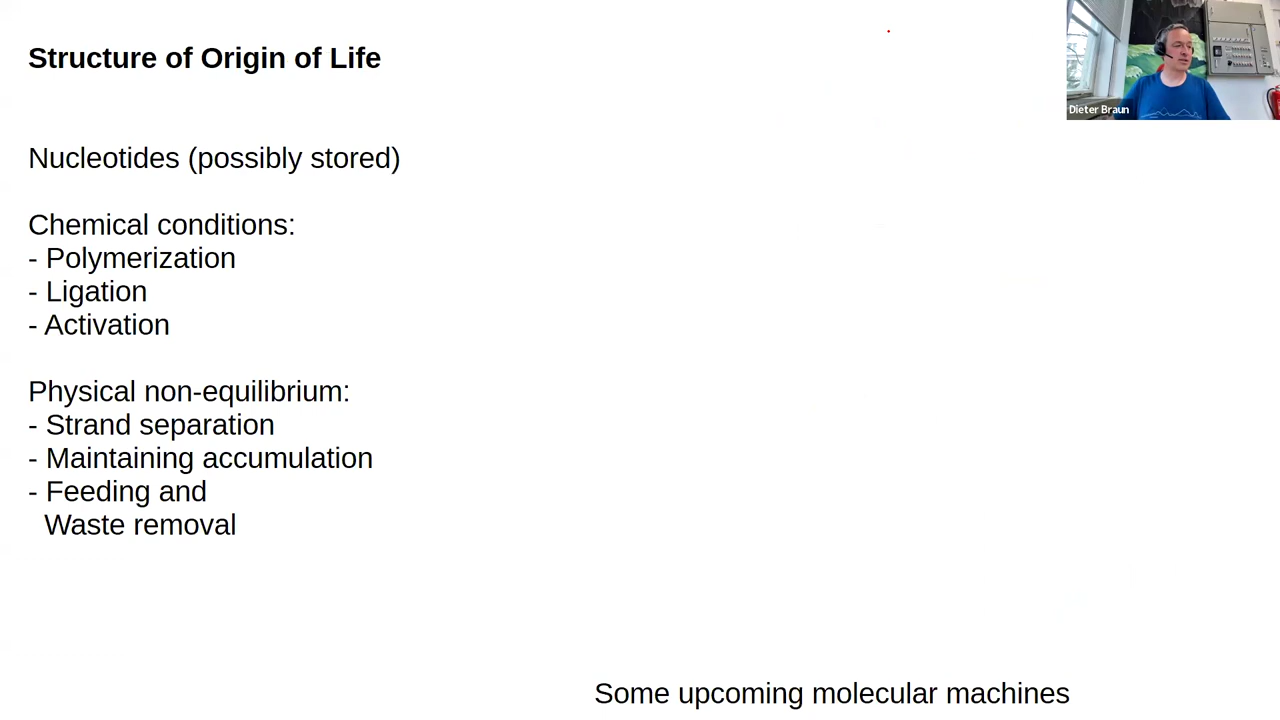 Structure of Origin of Life
Dieter Braun
Nucleotides (possibly stored)
Chemical conditions:
- Polymerization
- Ligation
- Activation
Physical non-equilibrium:
- Strand separation
- Maintaining accumulation
- Feeding and
Waste removal
Some upcoming molecular machines